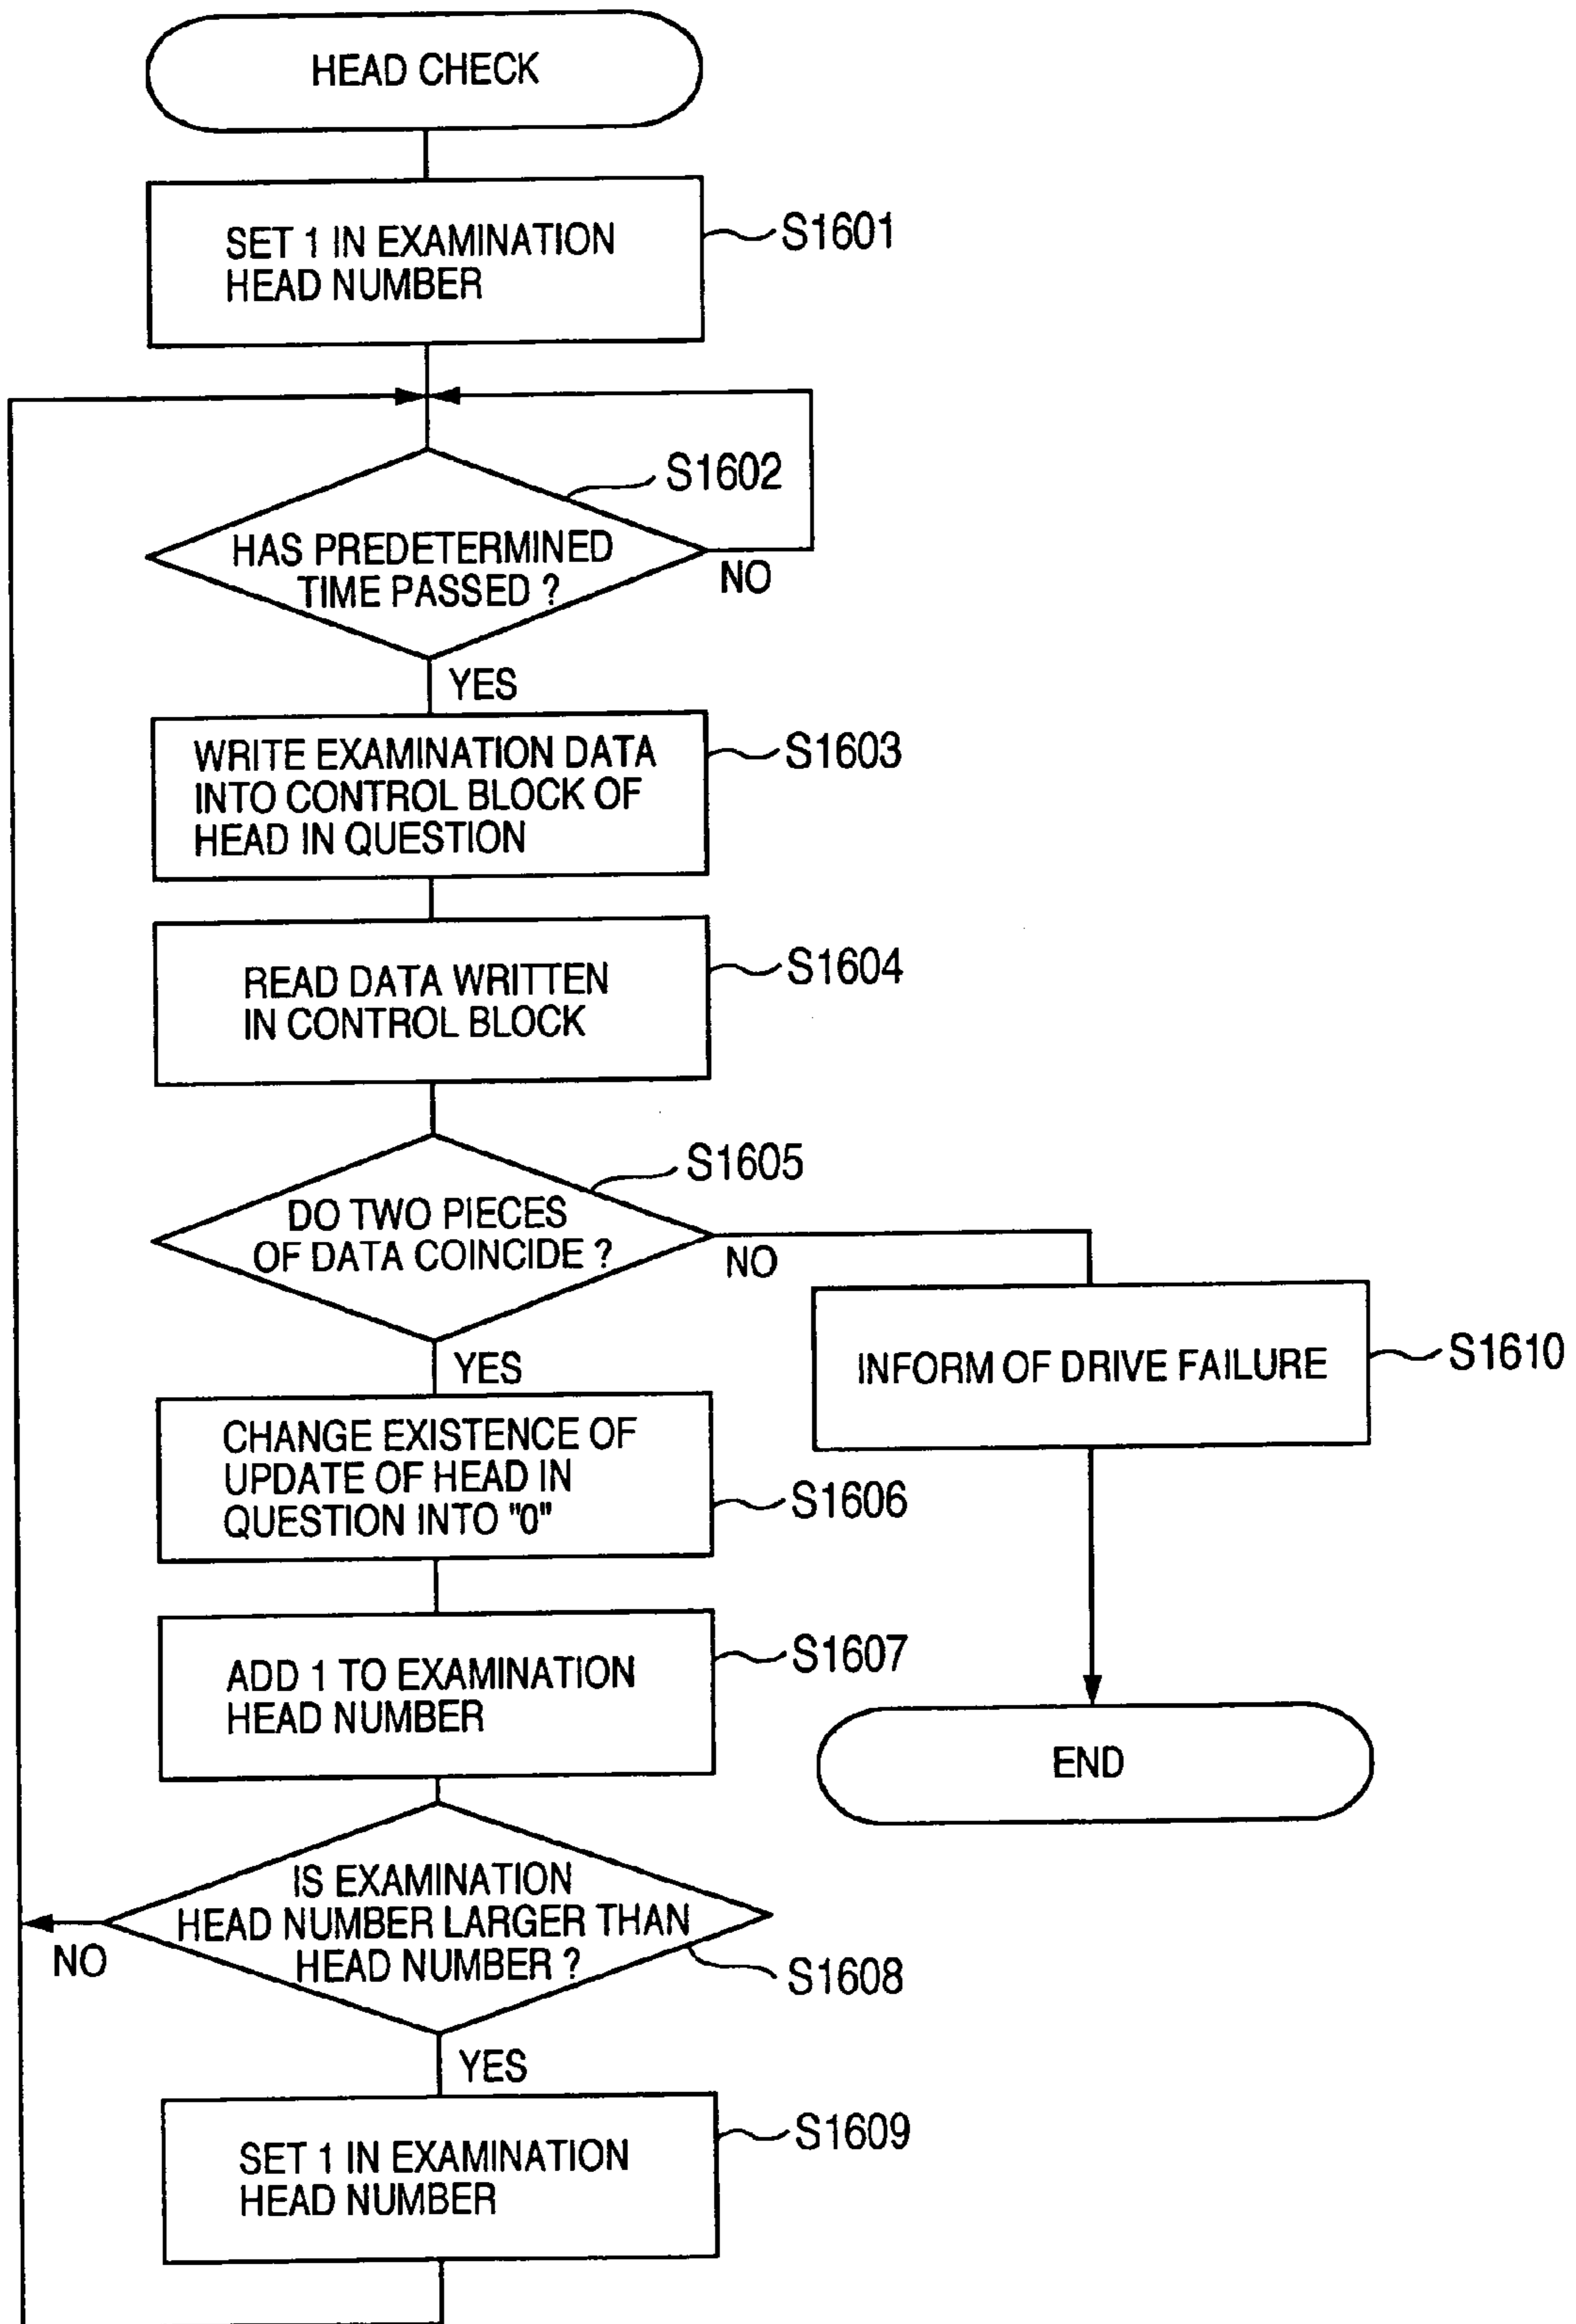 HEAD CHECK
SET 1 IN EXAMINATION
HEAD NUMBER
S1601
S1602
HAS PREDETERMINED
TIME PASSED ?
NO
YES
WRITE EXAMINATION DATA
INTO CONTROL BLOCK OF
HEAD IN QUESTION
S1603
READ DATA WRITTEN
IN CONTROL BLOCK
S1604
S1605
DO TWO PIECES
OF DATA COINCIDE ?
NO
YES
INFORM OF DRIVE FAILURE
S1610
CHANGE EXISTENCE OF
UPDATE OF HEAD IN
QUESTION INTO "0"
S1606
ADD 1 TO EXAMINATION
HEAD NUMBER
S1607
END
IS EXAMINATION
HEAD NUMBER LARGER THAN
HEAD NUMBER ?
NO
S1608
YES
SET 1 IN EXAMINATION
HEAD NUMBER
S1609